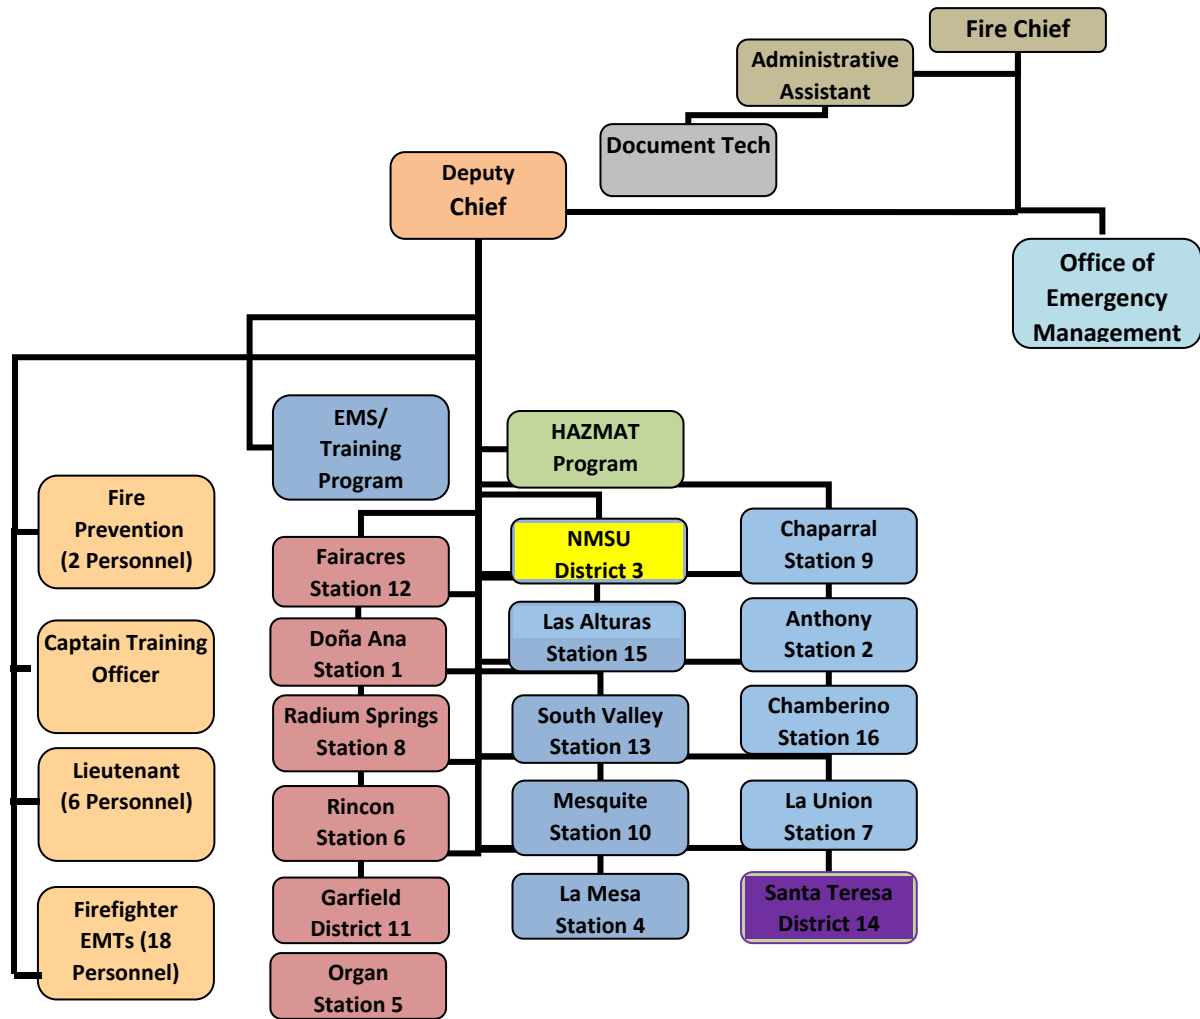 Fire Chief
Administrative
Assistant
Document Tech
Deputy
Chief
Office of
Emergency
Management
EMS/
Training
Program
HAZMAT
Program
Fire
Prevention
(2 Personnel)
Captain Training
Officer
Lieutenant
(6 Personnel)
Firefighter
EMTs (18
Personnel)
Fairacres
Station 12
Doña Ana
Station 1
Radium Springs
Station 8
Rincon
Station 6
Garfield
District 11
Organ
Station 5
NMSU
District 3
Las Alturas
Station 15
South Valley
Station 13
Mesquite
Station 10
La Mesa
Station 4
Chaparral
Station 9
Anthony
Station 2
Chamberino
Station 16
La Union
Station 7
Santa Teresa
District 14